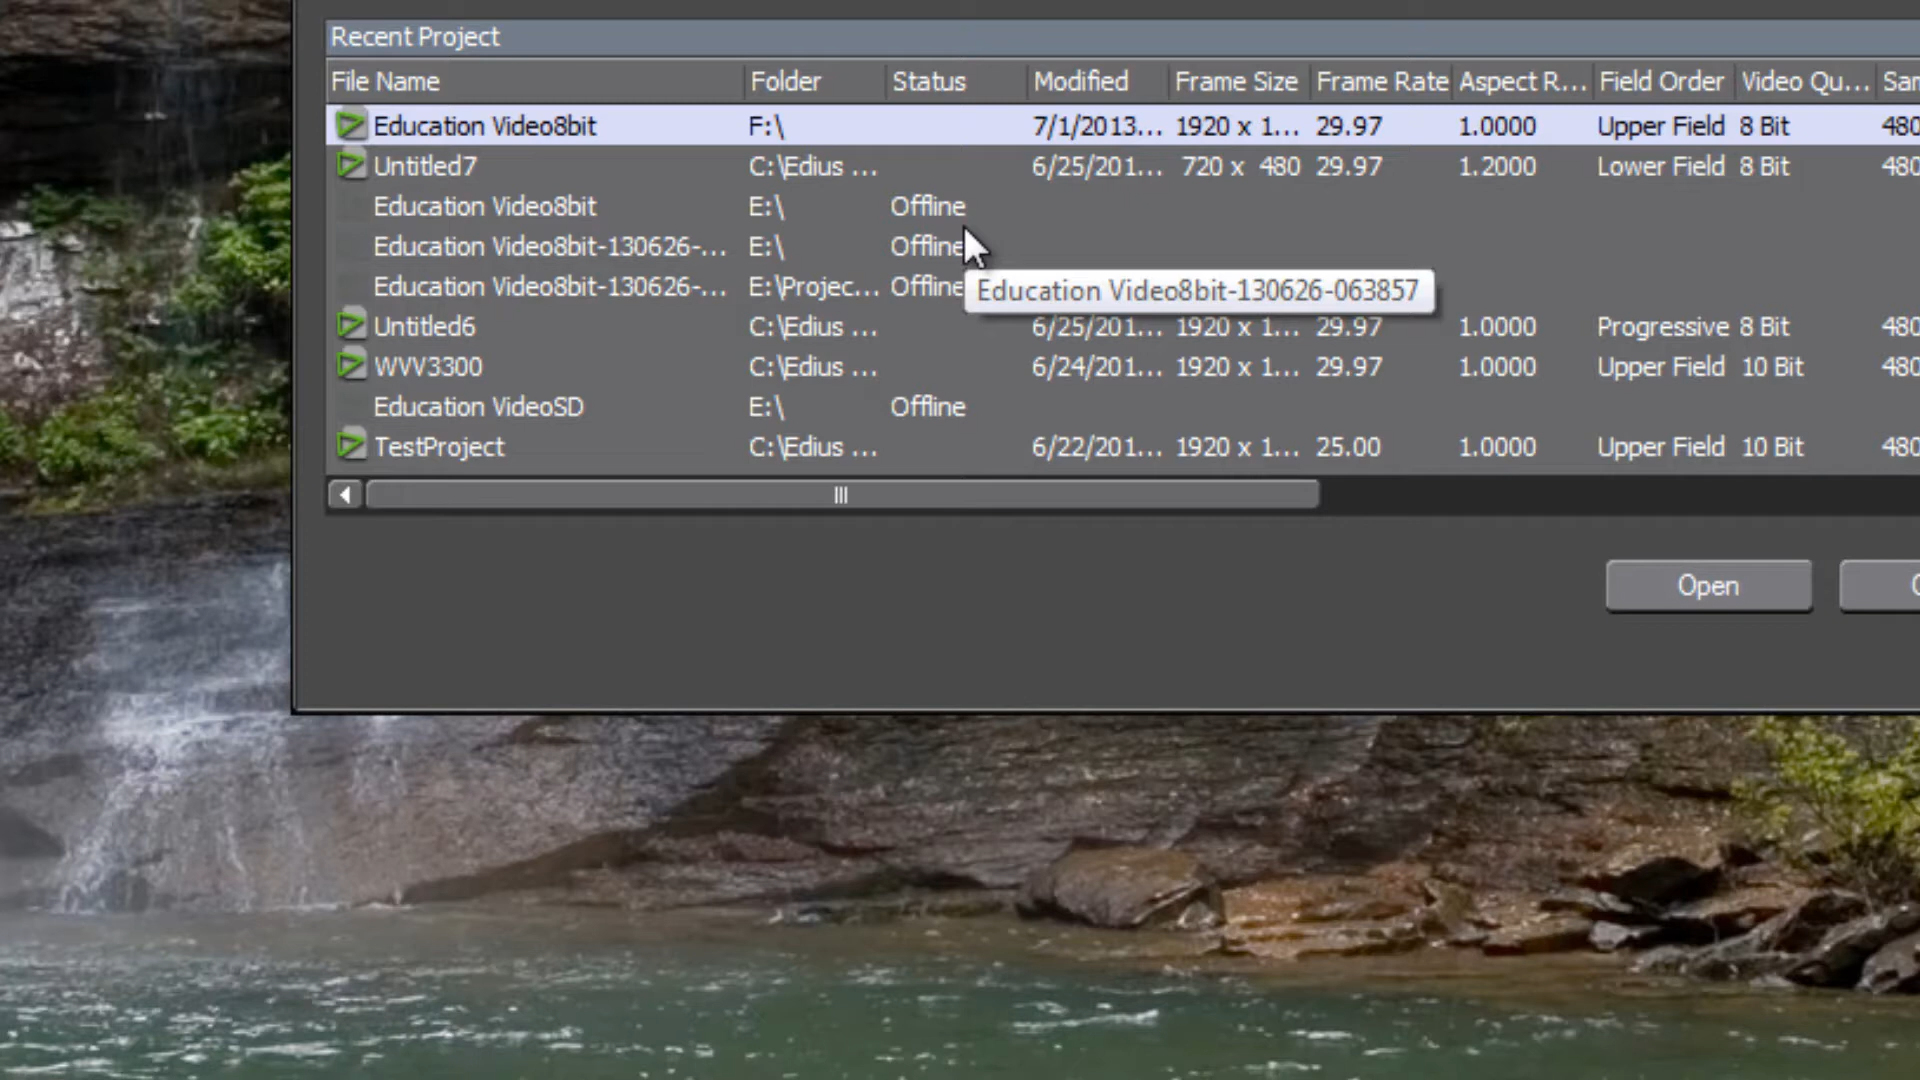 Recent Project
File Name Folder Status Modified Frame Size Frame Rate Aspect R... Field Order Video Qu... Sam
Education Video8bit F:\ 7/1/2013... 1920 x 1... 29.97 1.0000 Upper Field 8 Bit 480
Untitled7 C:\Edius ... 6/25/201... 720 x 480 29.97 1.2000 Lower Field 8 Bit 480
Education Video8bit E:\ Offline
Education Video8bit-130626-... E:\ Offline
Education Video8bit-130626-... E:\Projec... Offline
Education Video8bit-130626-063857
Untitled6 C:\Edius ... 6/25/201... 1920 x 1... 29.97 1.0000 Progressive 8 Bit 480
WVV3300 C:\Edius ... 6/24/201... 1920 x 1... 29.97 1.0000 Upper Field 10 Bit 480
Education VideoSD E:\ Offline
TestProject C:\Edius ... 6/22/201... 1920 x 1... 25.00 1.0000 Upper Field 10 Bit 480
Open